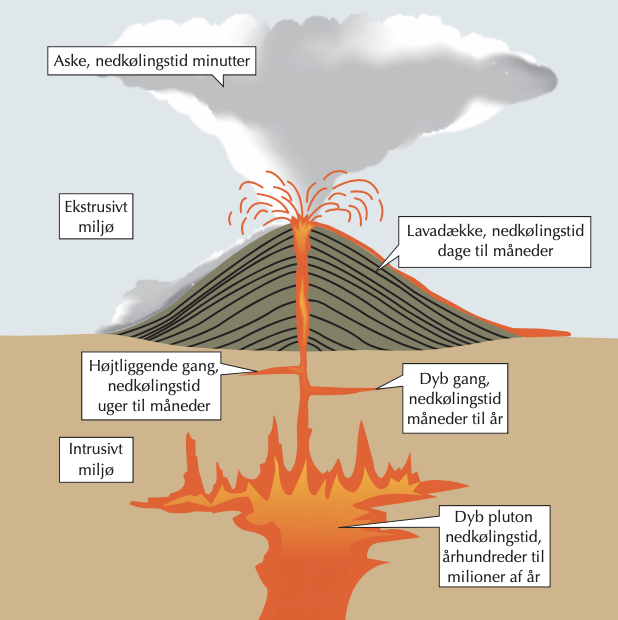 Aske, nedkølingstid minutter
Ekstrusivt
miljø
Lavadække, nedkølingstid
dage til måneder
Højtliggende gang,
nedkølingstid
uger til måneder
Dyb gang,
nedkølingstid
måneder til år
Intrusivt
miljø
Dyb pluton
nedkølingstid,
århundreder til
milioner af år